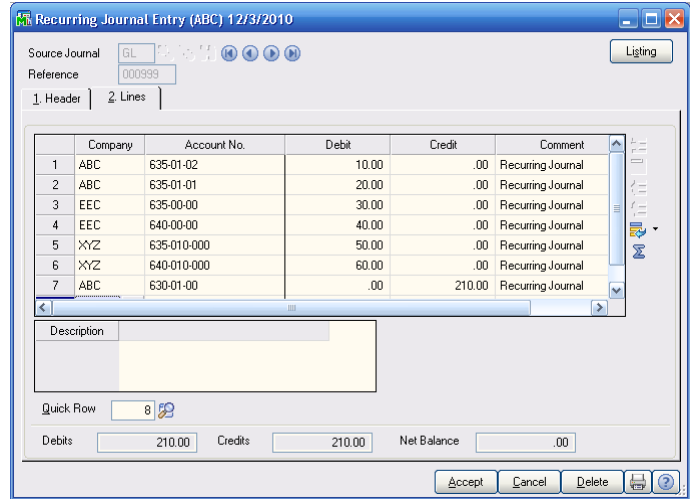 Recurring Journal Entry (ABC) 12/3/2010
Source Journal GL Listing
Reference 000999
1. Header 2. Lines
Company Account No. Debit Credit Comment
1 ABC 635-01-02 10.00 .00 Recurring Journal
2 ABC 635-01-01 20.00 .00 Recurring Journal
3 EEC 635-00-00 30.00 .00 Recurring Journal
4 EEC 640-00-00 40.00 .00 Recurring Journal
5 XYZ 635-010-000 50.00 .00 Recurring Journal
6 XYZ 640-010-000 60.00 .00 Recurring Journal
7 ABC 630-01-00 .00 210.00 Recurring Journal
Description
Quick Row 8
Debits 210.00 Credits 210.00 Net Balance .00
Accept Cancel Delete